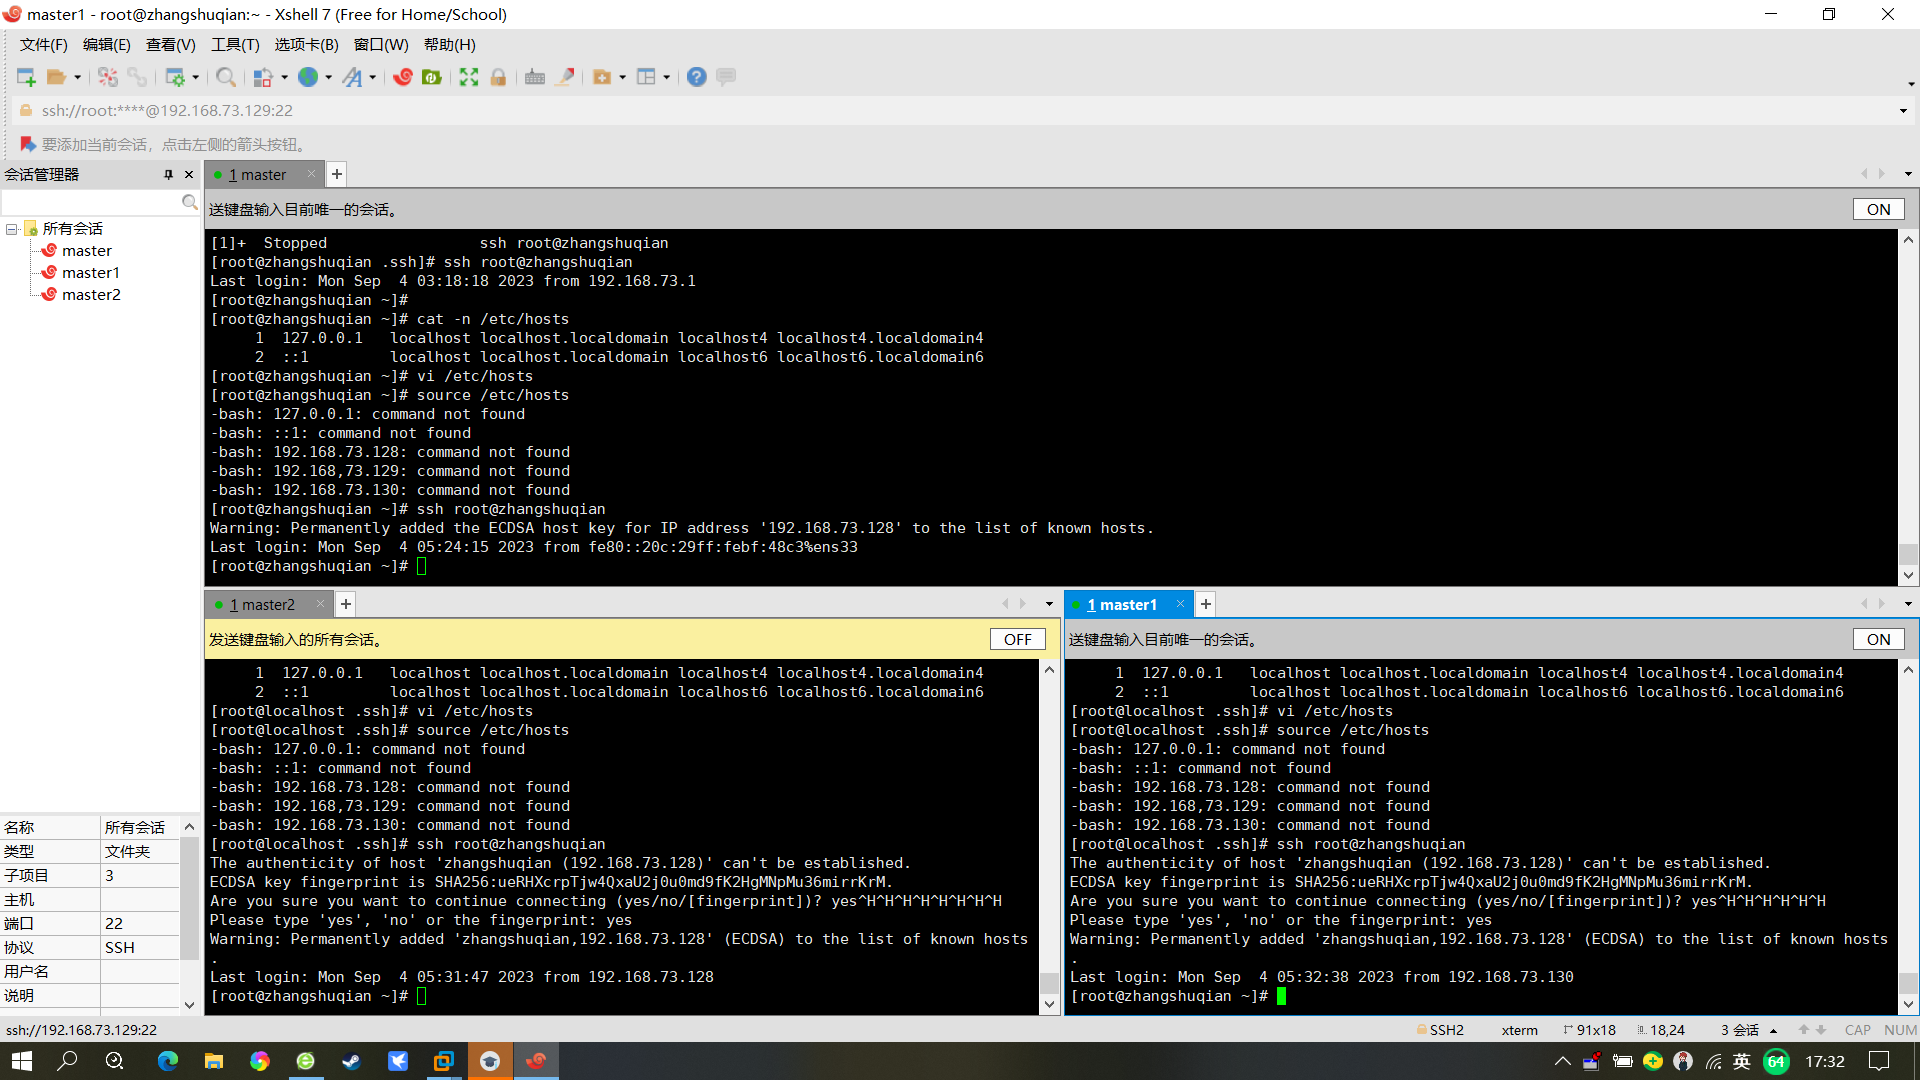 master1 - root@zhangshuqian:~ - Xshell 7 (Free for Home/School)
文件(F) 编辑(E) 查看(V) 工具(T) 选项卡(B) 窗口(W) 帮助(H)
ssh://root:****@192.168.73.129:22
要添加当前会话，点击左侧的箭头按钮。
会话管理器
所有会话
master
master1
master2
名称 所有会话
类型 文件夹
子项目 3
主机
端口 22
协议 SSH
用户名
说明
1 master
送键盘输入目前唯一的会话。 ON
[1]+  Stopped                 ssh root@zhangshuqian
[root@zhangshuqian .ssh]# ssh root@zhangshuqian
Last login: Mon Sep  4 03:18:18 2023 from 192.168.73.1
[root@zhangshuqian ~]#
[root@zhangshuqian ~]# cat -n /etc/hosts
     1  127.0.0.1   localhost localhost.localdomain localhost4 localhost4.localdomain4
     2  ::1         localhost localhost.localdomain localhost6 localhost6.localdomain6
[root@zhangshuqian ~]# vi /etc/hosts
[root@zhangshuqian ~]# source /etc/hosts
-bash: 127.0.0.1: command not found
-bash: ::1: command not found
-bash: 192.168.73.128: command not found
-bash: 192.168,73.129: command not found
-bash: 192.168.73.130: command not found
[root@zhangshuqian ~]# ssh root@zhangshuqian
Warning: Permanently added the ECDSA host key for IP address '192.168.73.128' to the list of known hosts.
Last login: Mon Sep  4 05:24:15 2023 from fe80::20c:29ff:febf:48c3%ens33
[root@zhangshuqian ~]#
1 master2
发送键盘输入的所有会话。 OFF
     1  127.0.0.1   localhost localhost.localdomain localhost4 localhost4.localdomain4
     2  ::1         localhost localhost.localdomain localhost6 localhost6.localdomain6
[root@localhost .ssh]# vi /etc/hosts
[root@localhost .ssh]# source /etc/hosts
-bash: 127.0.0.1: command not found
-bash: ::1: command not found
-bash: 192.168.73.128: command not found
-bash: 192.168,73.129: command not found
-bash: 192.168.73.130: command not found
[root@localhost .ssh]# ssh root@zhangshuqian
The authenticity of host 'zhangshuqian (192.168.73.128)' can't be established.
ECDSA key fingerprint is SHA256:ueRHXcrpTjw4QxaU2j0u0md9fK2HgMNpMu36mirrKrM.
Are you sure you want to continue connecting (yes/no/[fingerprint])? yes^H^H^H^H^H^H^H^H
Please type 'yes', 'no' or the fingerprint: yes
Warning: Permanently added 'zhangshuqian,192.168.73.128' (ECDSA) to the list of known hosts
.
Last login: Mon Sep  4 05:31:47 2023 from 192.168.73.128
[root@zhangshuqian ~]#
1 master1
送键盘输入目前唯一的会话。 ON
     1  127.0.0.1   localhost localhost.localdomain localhost4 localhost4.localdomain4
     2  ::1         localhost localhost.localdomain localhost6 localhost6.localdomain6
[root@localhost .ssh]# vi /etc/hosts
[root@localhost .ssh]# source /etc/hosts
-bash: 127.0.0.1: command not found
-bash: ::1: command not found
-bash: 192.168.73.128: command not found
-bash: 192.168,73.129: command not found
-bash: 192.168.73.130: command not found
[root@localhost .ssh]# ssh root@zhangshuqian
The authenticity of host 'zhangshuqian (192.168.73.128)' can't be established.
ECDSA key fingerprint is SHA256:ueRHXcrpTjw4QxaU2j0u0md9fK2HgMNpMu36mirrKrM.
Are you sure you want to continue connecting (yes/no/[fingerprint])? yes^H^H^H^H^H^H
Please type 'yes', 'no' or the fingerprint: yes
Warning: Permanently added 'zhangshuqian,192.168.73.128' (ECDSA) to the list of known hosts
.
Last login: Mon Sep  4 05:32:38 2023 from 192.168.73.130
[root@zhangshuqian ~]#
ssh://192.168.73.129:22 SSH2 xterm 91x18 18,24 3 会话 CAP NUM
英 64 17:32